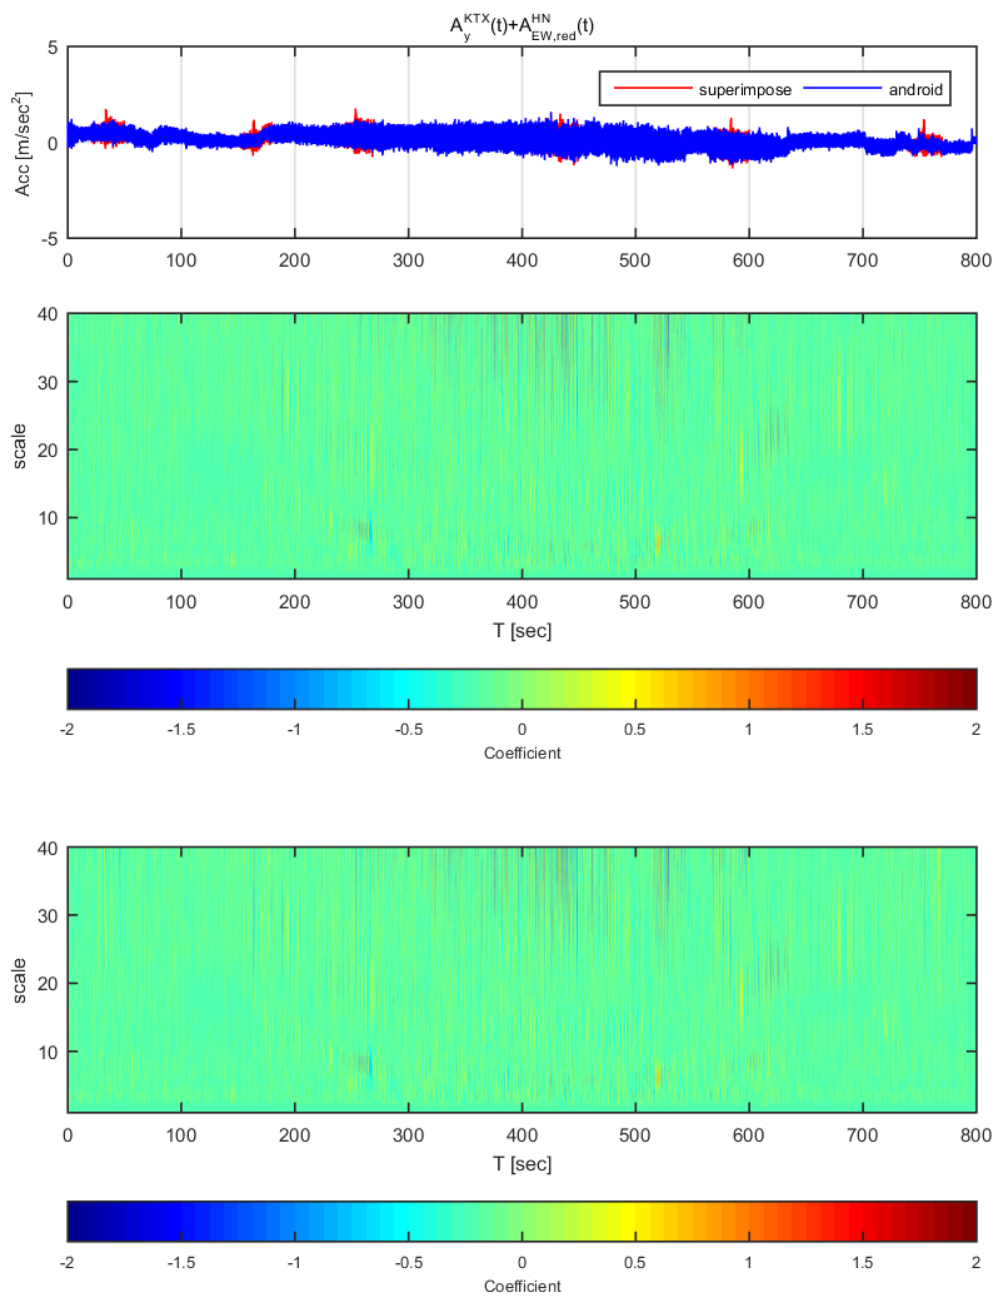 A_y^KTX(t)+A_EW,red^HN(t)
5
0
-5
Acc [m/sec²]
superimpose android
0 100 200 300 400 500 600 700 800
40
30
20
10
scale
0 100 200 300 400 500 600 700 800
T [sec]
-2 -1.5 -1 -0.5 0 0.5 1 1.5 2
Coefficient
40
30
20
10
scale
0 100 200 300 400 500 600 700 800
T [sec]
-2 -1.5 -1 -0.5 0 0.5 1 1.5 2
Coefficient